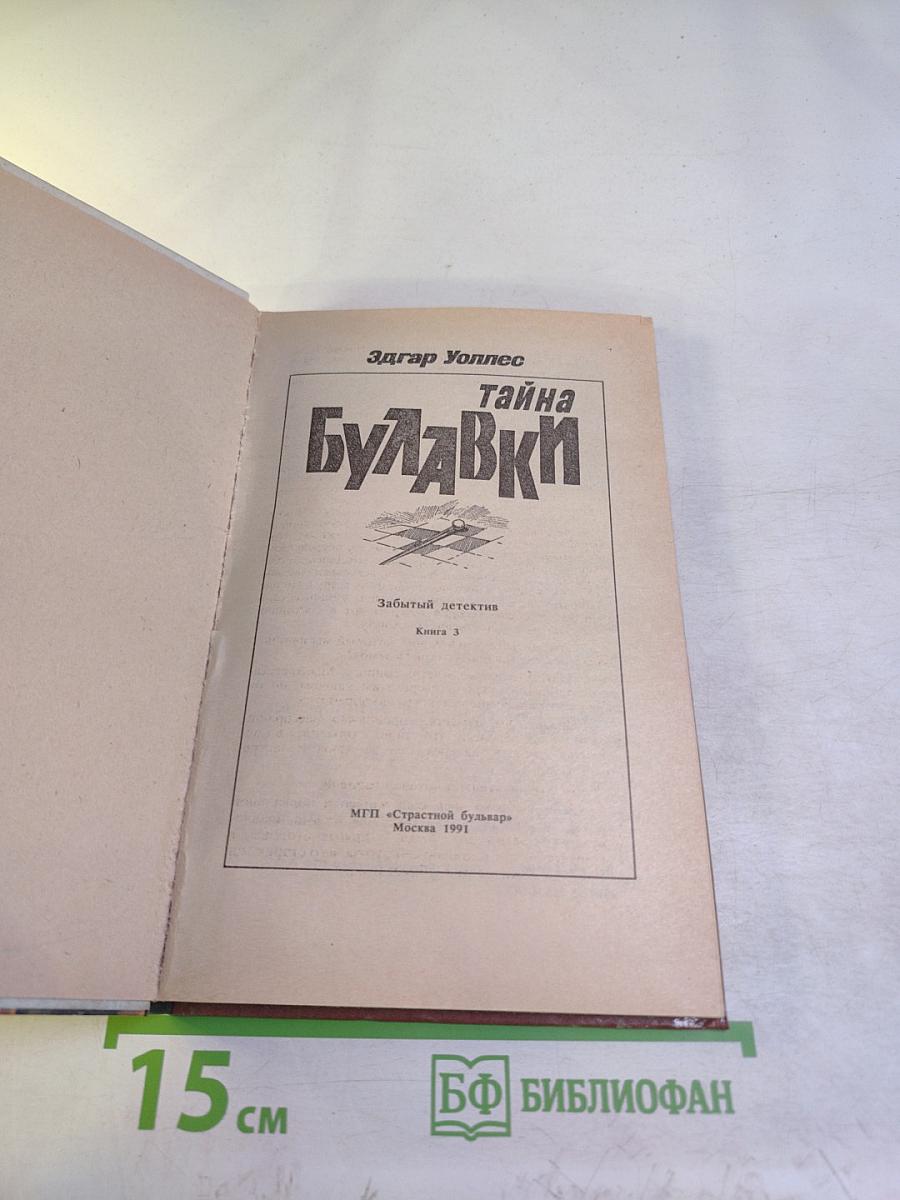 Эдгар Уоллес
тайна
БУЛАВКИ
Забытый детектив
Книга 3
МГП «Страстной бульвар»
Москва 1991
15 см
БФ БИБЛИОФАН